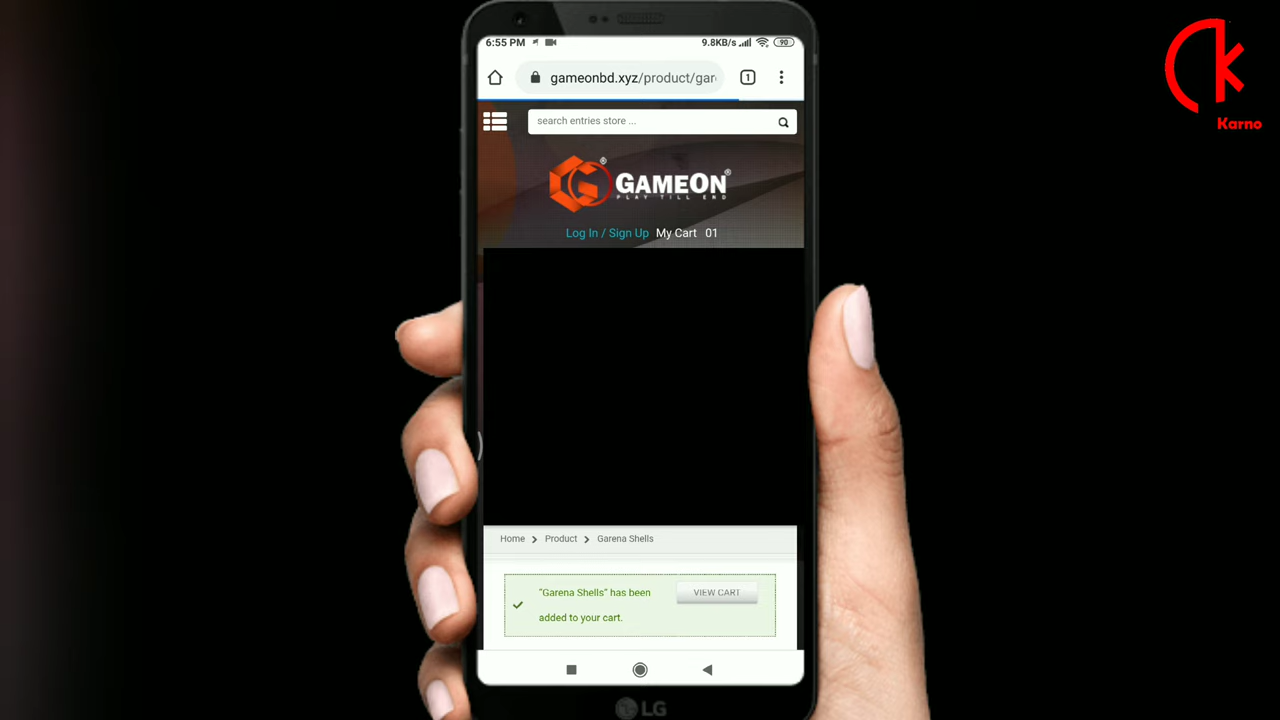 6:55 PM 9.8KB/s 90
gameonbd.xyz/product/gar 1
search entries store ...
GAMEON®
PLAY TILL END
Log In / Sign Up My Cart 01
Home Product Garena Shells
"Garena Shells" has been
added to your cart.
VIEW CART
LG
Karno